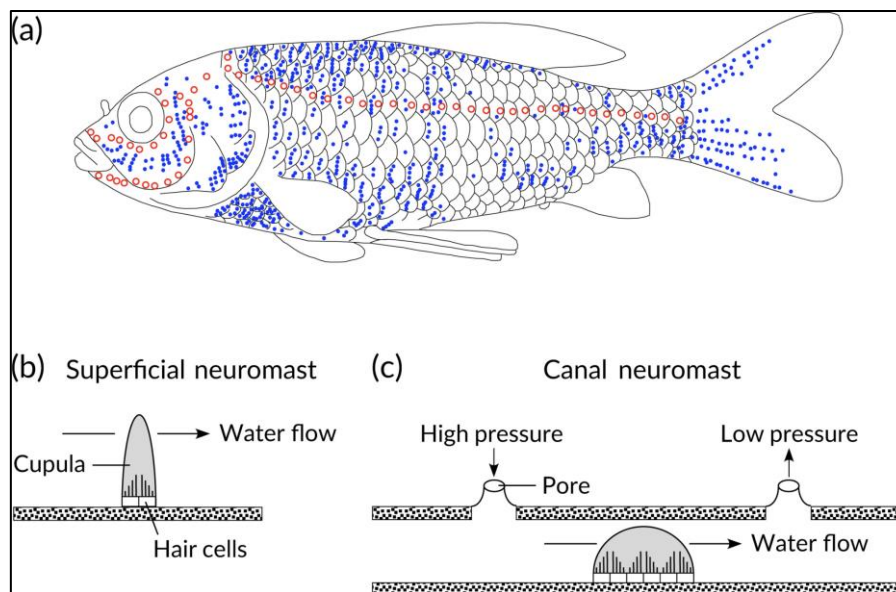 (a)
(b) Superficial neuromast
Water flow
Cupula
Hair cells
(c) Canal neuromast
High pressure
Low pressure
Pore
Water flow